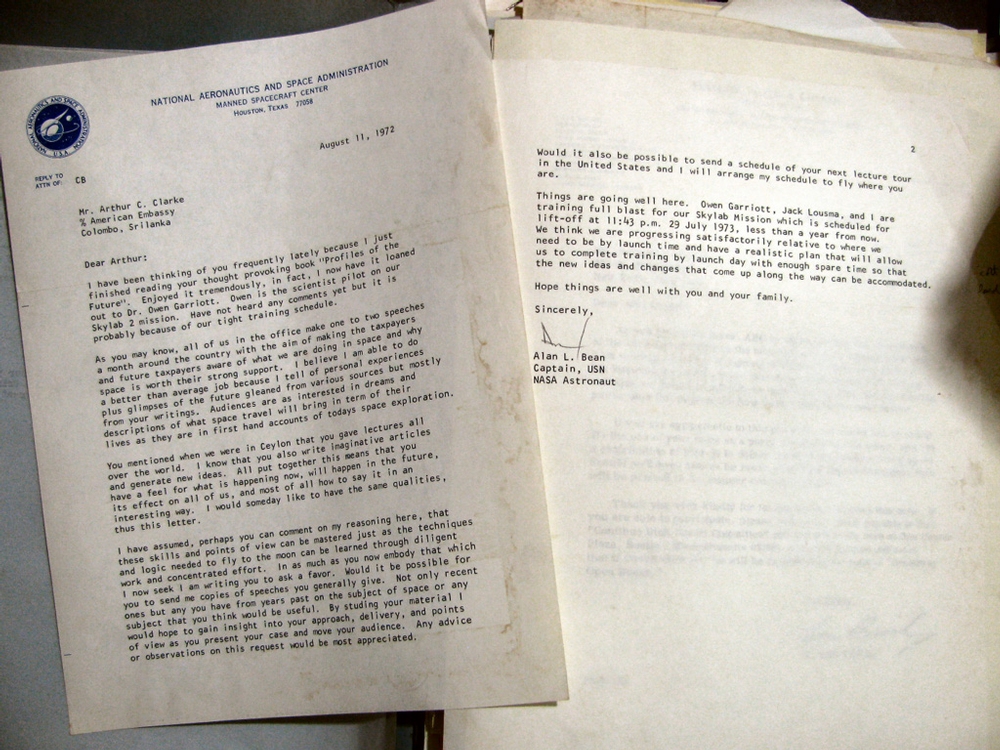 NATIONAL AERONAUTICS AND SPACE ADMINISTRATION
MANNED SPACECRAFT CENTER
HOUSTON, TEXAS 77058
NATIONAL AERONAUTICS AND SPACE ADMINISTRATION
U.S.A.
August 11, 1972
REPLY TO
ATTN OF: CB
Mr. Arthur C. Clarke
% American Embassy
Colombo, Srilanka
Dear Arthur:
I have been thinking of you frequently lately because I just
finished reading your thought provoking book "Profiles of the
Future". Enjoyed it tremendously, in fact, I now have it loaned
out to Dr. Owen Garriott. Owen is the scientist pilot on our
Skylab 2 mission. Have not heard any comments yet but it is
probably because of our tight training schedule.
As you may know, all of us in the office make one to two speeches
a month around the country with the aim of making the taxpayers
and future taxpayers aware of what we are doing in space and why
space is worth their strong support. I believe I am able to do
a better than average job because I tell of personal experiences
plus glimpses of the future gleaned from various sources but mostly
from your writings. Audiences are as interested in dreams and
descriptions of what space travel will bring in term of their
lives as they are in first hand accounts of todays space exploration.
You mentioned when we were in Ceylon that you gave lectures all
over the world. I know that you also write imaginative articles
and generate new ideas. All put together this means that you
have a feel for what is happening now, will happen in the future,
its effect on all of us, and most of all how to say it in an
interesting way. I would someday like to have the same qualities,
thus this letter.
I have assumed, perhaps you can comment on my reasoning here, that
these skills and points of view can be mastered just as the techniques
and logic needed to fly to the moon can be learned through diligent
work and concentrated effort. In as much as you now embody that which
I now seek I am writing you to ask a favor. Would it be possible for
you to send me copies of speeches you generally give. Not only recent
ones but any you have from years past on the subject of space or any
subject that you think would be useful. By studing your material I
would hope to gain insight into your approach, delivery, and points
of view as you present your case and move your audience. Any advice
or observations on this request would be most appreciated.
2
Would it also be possible to send a schedule of your next lecture tour
in the United States and I will arrange my schedule to fly where you
are.
Things are going well here. Owen Garriott, Jack Lousma, and I are
training full blast for our Skylab Mission which is scheduled for
lift-off at 11:43 p.m. 29 July 1973, less than a year from now.
We think we are progressing satisfactorily relative to where we
need to be by launch time and have a realistic plan that will allow
us to complete training by launch day with enough spare time so that
the new ideas and changes that come up along the way can be accommodated.
Hope things are well with you and your family.
Sincerely,
Alan L. Bean
Captain, USN
NASA Astronaut